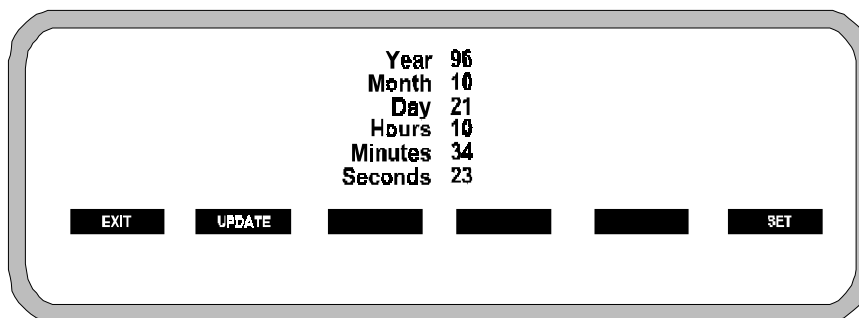 Year 96
Month 10
Day 21
Hours 10
Minutes 34
Seconds 23
EXIT UPDATE SET